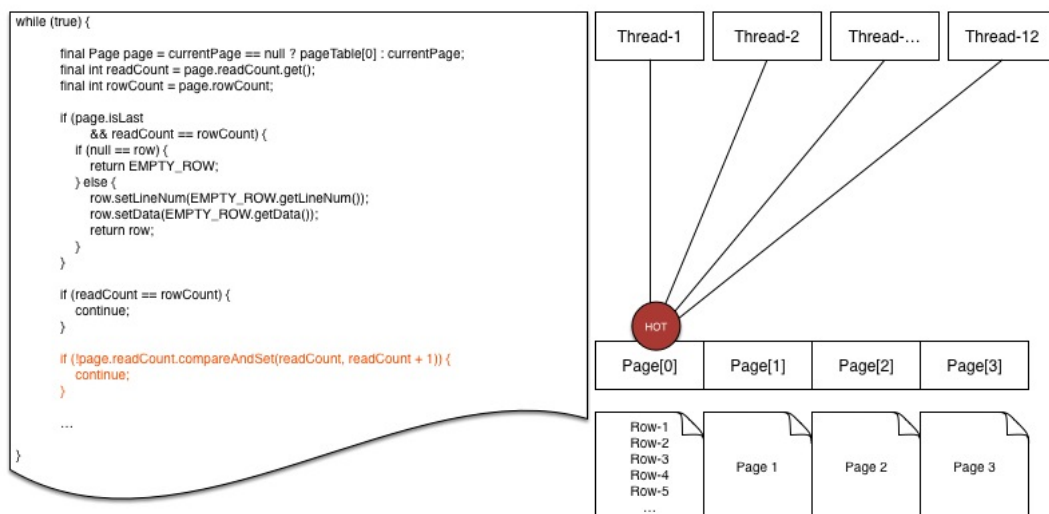 while (true) {
final Page page = currentPage == null ? pageTable[0] : currentPage;
final int readCount = page.readCount.get();
final int rowCount = page.rowCount;
if (page.isLast
&& readCount == rowCount) {
if (null == row) {
return EMPTY_ROW;
} else {
row.setLineNum(EMPTY_ROW.getLineNum());
row.setData(EMPTY_ROW.getData());
return row;
}
}
if (readCount == rowCount) {
continue;
}
if (!page.readCount.compareAndSet(readCount, readCount + 1)) {
continue;
}
…
}
Thread-1
Thread-2
Thread-…
Thread-12
HOT
Page[0]
Page[1]
Page[2]
Page[3]
Row-1
Row-2
Row-3
Row-4
Row-5
…
Page 1
Page 2
Page 3